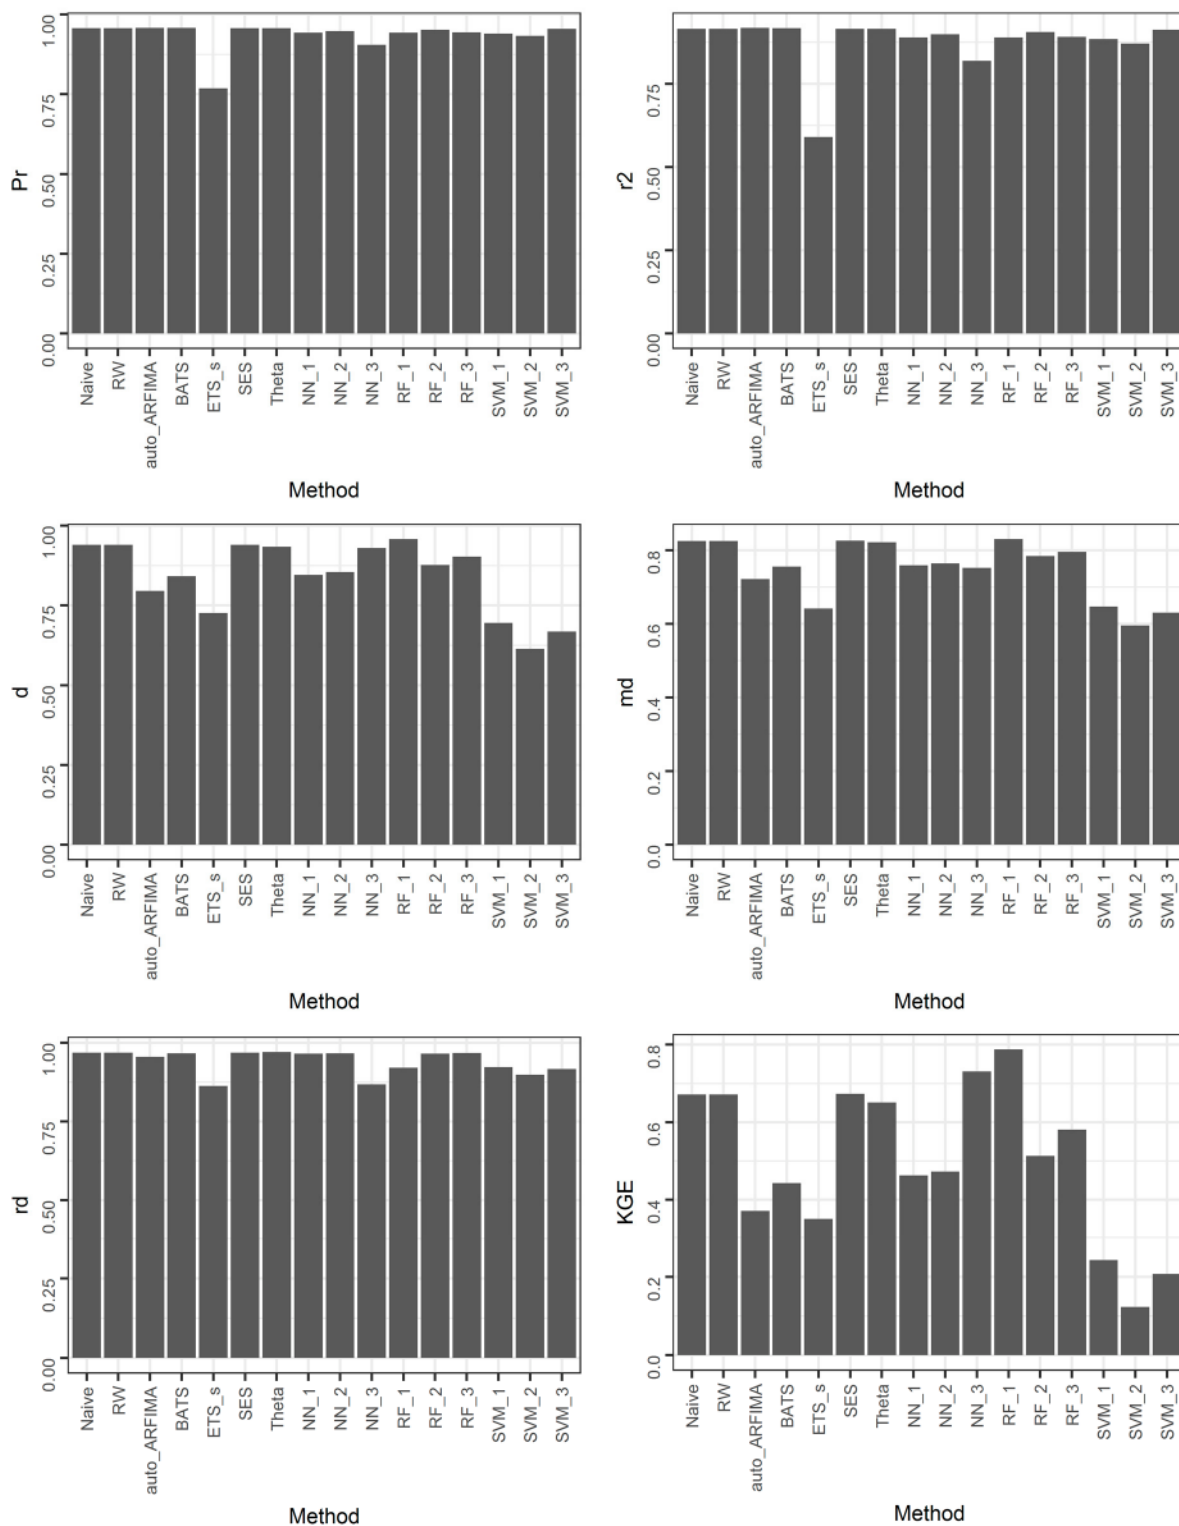 Pr
1.00
0.75
0.50
0.25
0.00
Naive
RW
auto_ARFIMA
BATS
ETS_s
SES
Theta
NN_1
NN_2
NN_3
RF_1
RF_2
RF_3
SVM_1
SVM_2
SVM_3
Method
r2
0.75
0.50
0.25
0.00
Naive
RW
auto_ARFIMA
BATS
ETS_s
SES
Theta
NN_1
NN_2
NN_3
RF_1
RF_2
RF_3
SVM_1
SVM_2
SVM_3
Method
d
1.00
0.75
0.50
0.25
0.00
Naive
RW
auto_ARFIMA
BATS
ETS_s
SES
Theta
NN_1
NN_2
NN_3
RF_1
RF_2
RF_3
SVM_1
SVM_2
SVM_3
Method
md
0.8
0.6
0.4
0.2
0.0
Naive
RW
auto_ARFIMA
BATS
ETS_s
SES
Theta
NN_1
NN_2
NN_3
RF_1
RF_2
RF_3
SVM_1
SVM_2
SVM_3
Method
rd
1.00
0.75
0.50
0.25
0.00
Naive
RW
auto_ARFIMA
BATS
ETS_s
SES
Theta
NN_1
NN_2
NN_3
RF_1
RF_2
RF_3
SVM_1
SVM_2
SVM_3
Method
KGE
0.8
0.6
0.4
0.2
0.0
Naive
RW
auto_ARFIMA
BATS
ETS_s
SES
Theta
NN_1
NN_2
NN_3
RF_1
RF_2
RF_3
SVM_1
SVM_2
SVM_3
Method